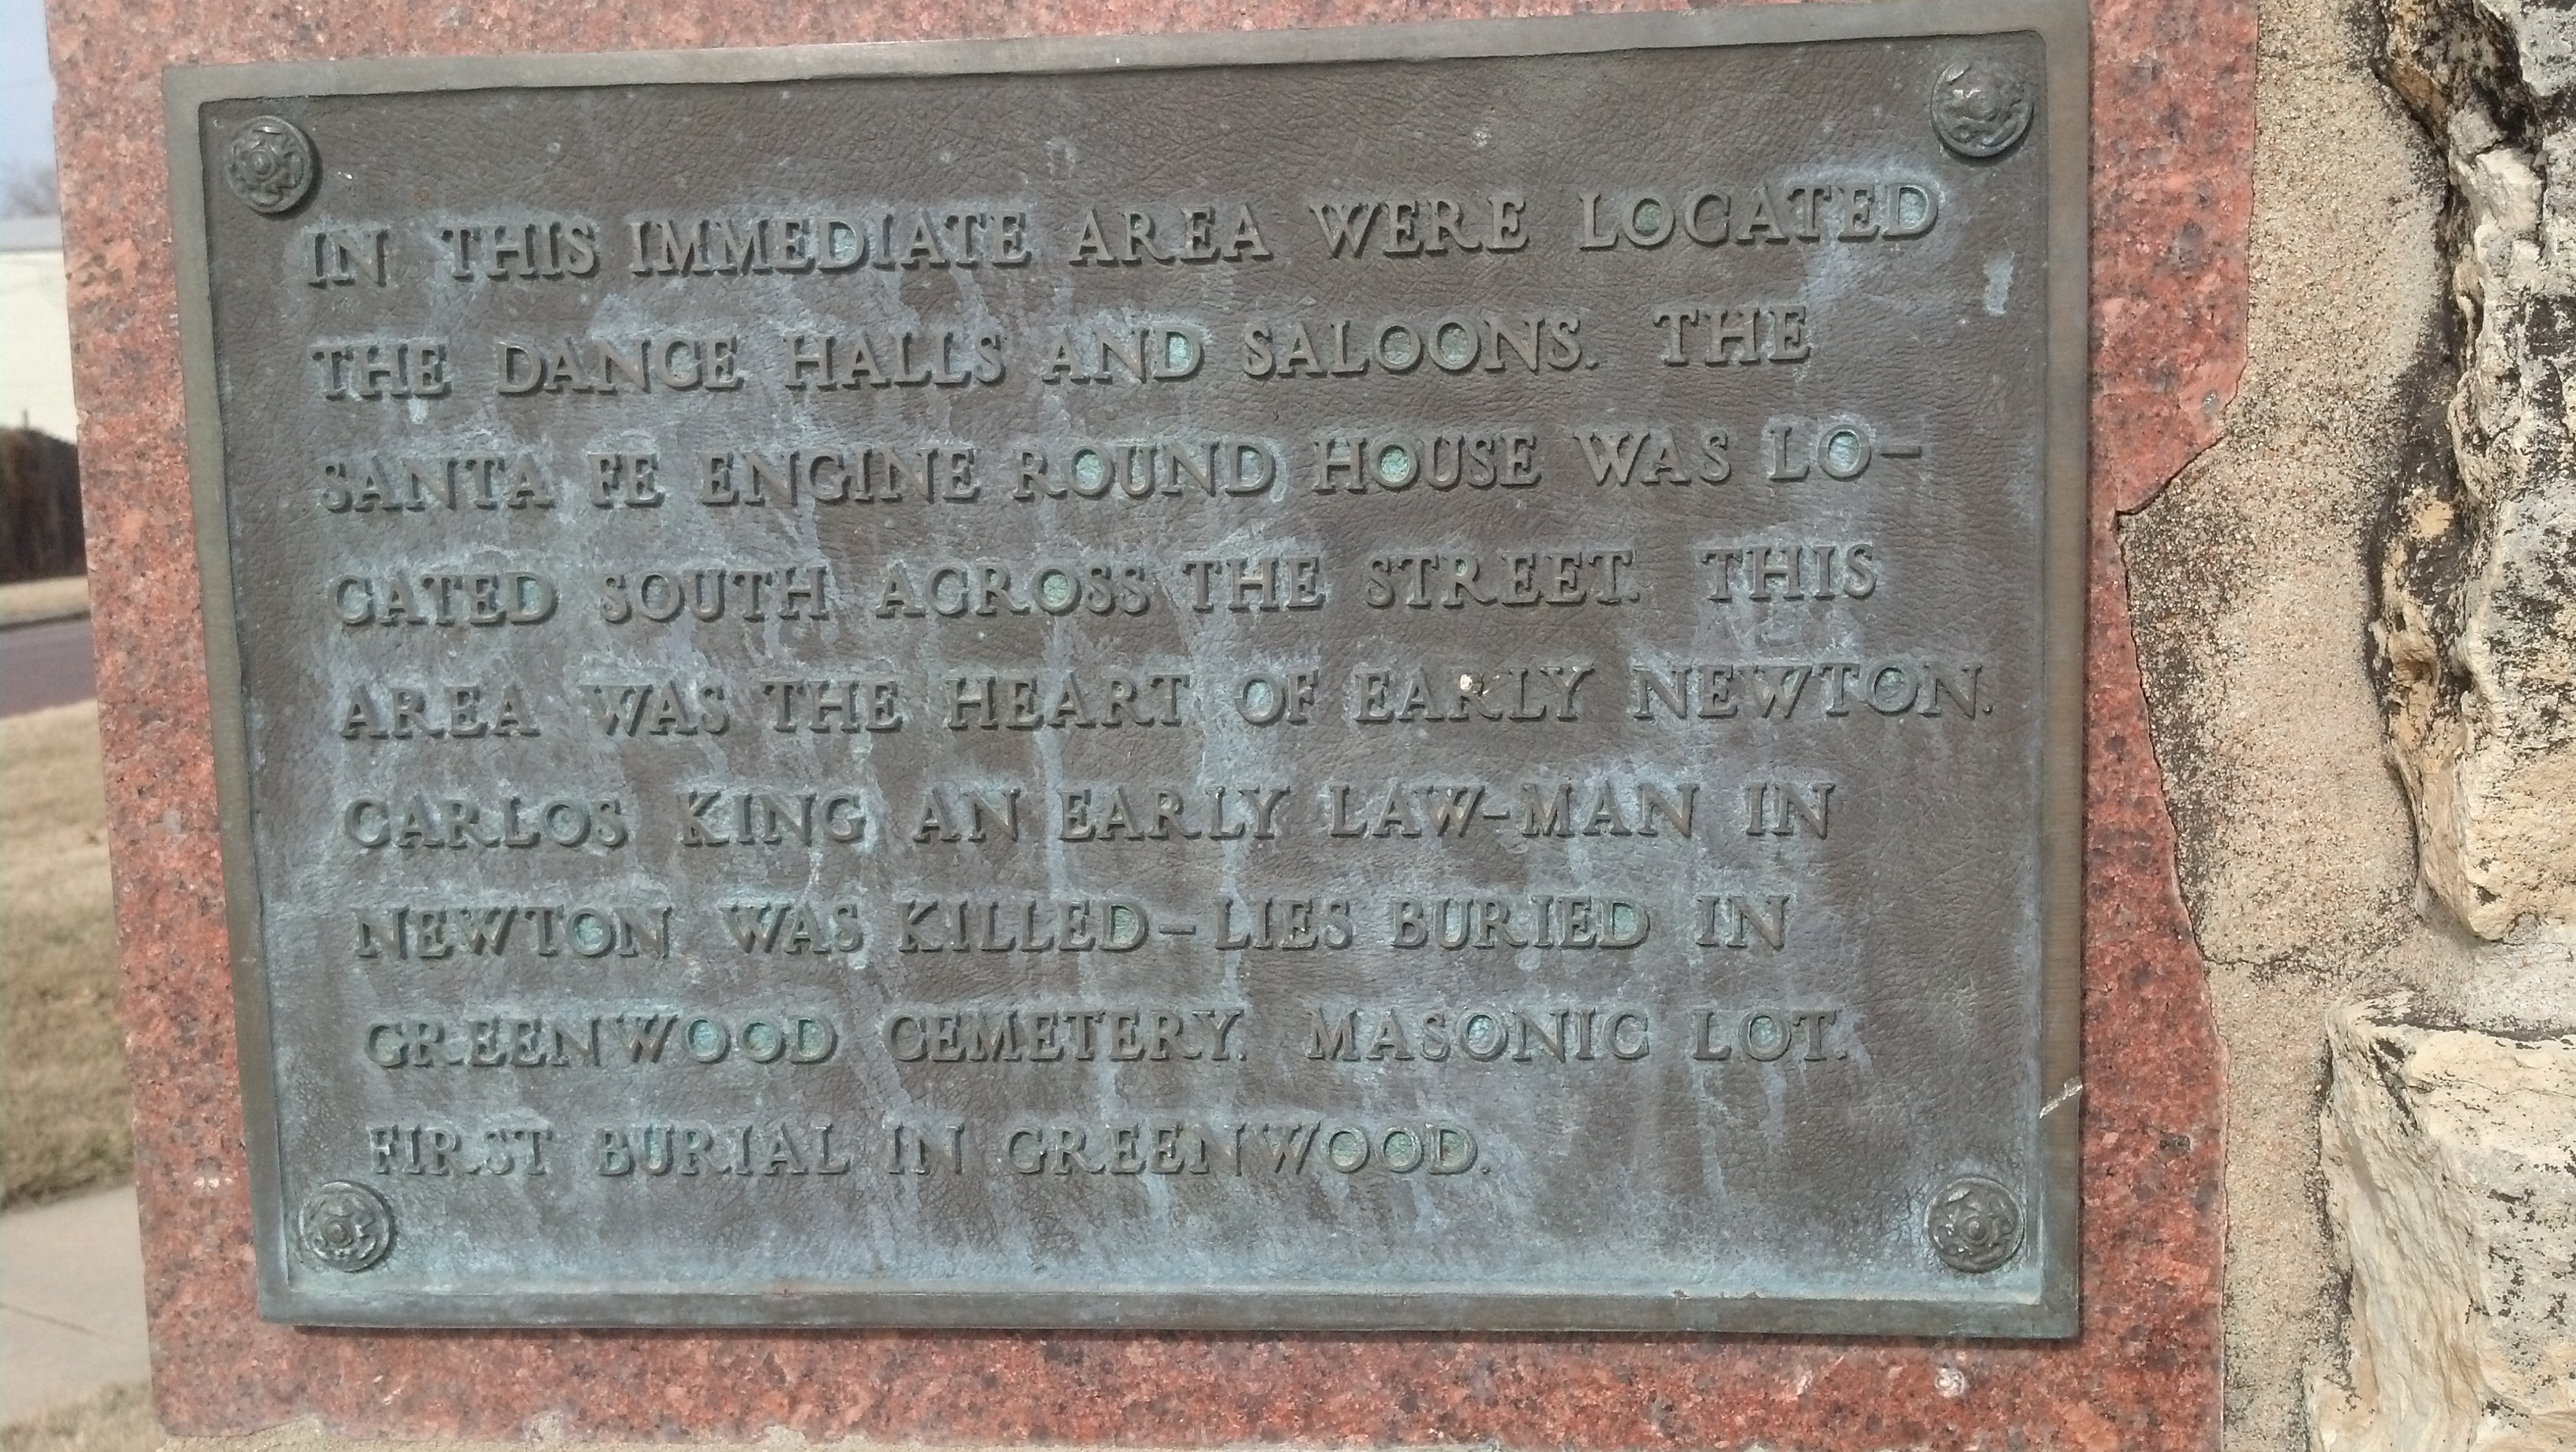 IN THIS IMMEDIATE AREA WERE LOCATED
THE DANCE HALLS AND SALOONS. THE
SANTA FE ENGINE ROUND HOUSE WAS LO-
CATED SOUTH ACROSS THE STREET. THIS
AREA WAS THE HEART OF EARLY NEWTON.
CARLOS KING AN EARLY LAW-MAN IN
NEWTON WAS KILLED-LIES BURIED IN
GREENWOOD CEMETERY. MASONIC LOT.
FIRST BURIAL IN GREENWOOD.